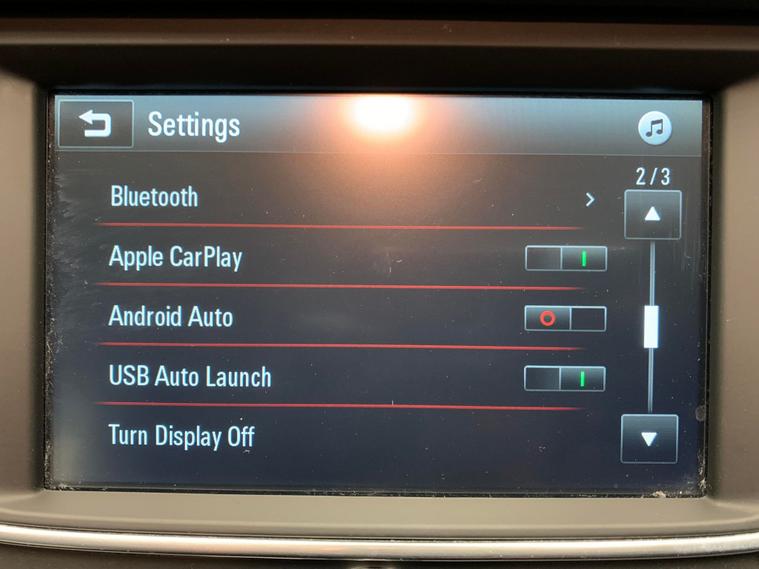 Settings
2/3
Bluetooth
Apple CarPlay
Android Auto
USB Auto Launch
Turn Display Off